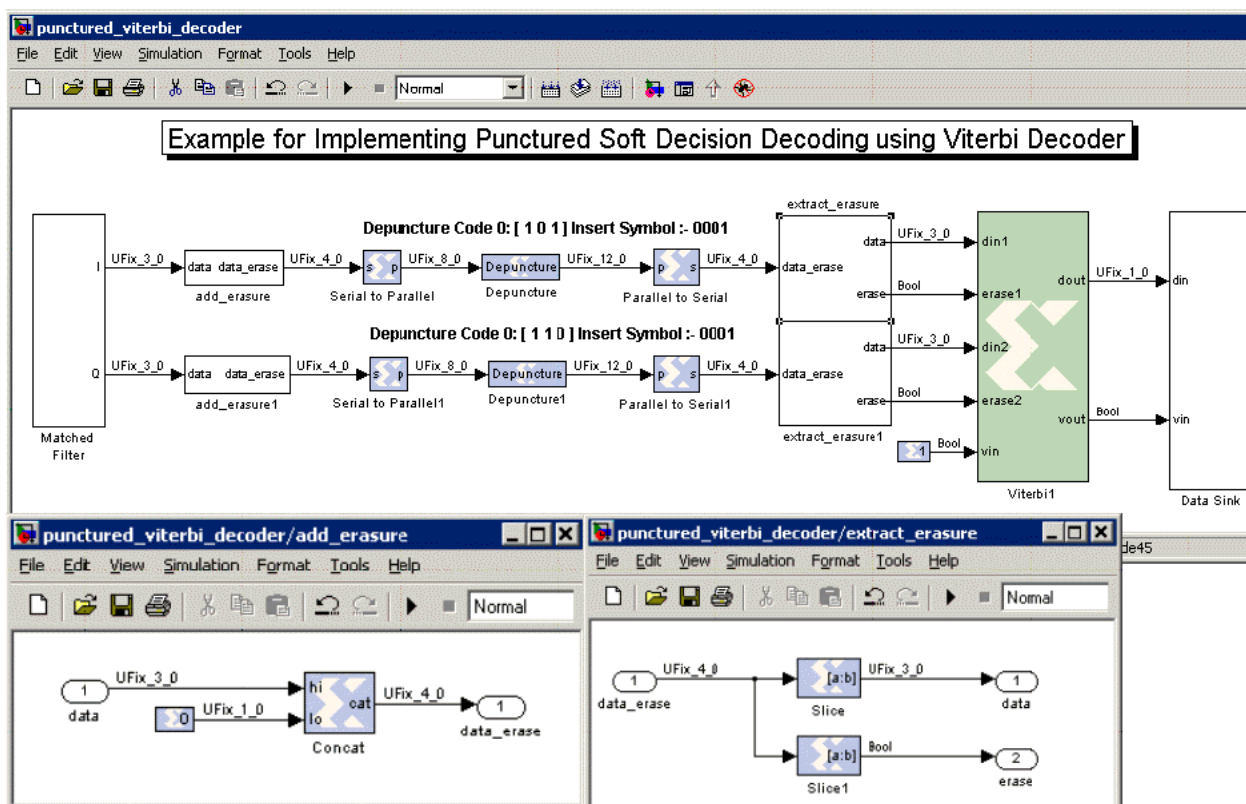 punctured_viterbi_decoder
File Edit View Simulation Format Tools Help
Normal
Example for Implementing Punctured Soft Decision Decoding using Viterbi Decoder
extract_erasure
Depuncture Code 0: [ 1 0 1 ] Insert Symbol :- 0001
I UFix_3_0 data data_erase UFix_4_0 s p UFix_8_0 Depuncture UFix_12_0 p s UFix_4_0 data_erase data UFix_3_0 din1
add_erasure Serial to Parallel Depuncture Parallel to Serial
erase Bool erase1 dout UFix_1_0 din
Depuncture Code 0: [ 1 1 0 ] Insert Symbol :- 0001
data UFix_3_0 din2
Q UFix_3_0 data data_erase UFix_4_0 s p UFix_8_0 Depuncture UFix_12_0 p s UFix_4_0 data_erase
add_erasure1 Serial to Parallel1 Depuncture1 Parallel to Serial1
erase Bool erase2 vout Bool vin
extract_erasure1
1 Bool vin
Matched
Filter
Viterbi1
Data Sink
punctured_viterbi_decoder/add_erasure
File Edit View Simulation Format Tools Help
Normal
UFix_3_0
1 hi
data cat UFix_4_0 1
0 UFix_1_0 lo data_erase
Concat
punctured_viterbi_decoder/extract_erasure
File Edit View Simulation Format Tools Help
Normal
UFix_4_0 UFix_3_0
1 [a:b] 1
data_erase Slice data
Bool
[a:b] 2
Slice1 erase
de45